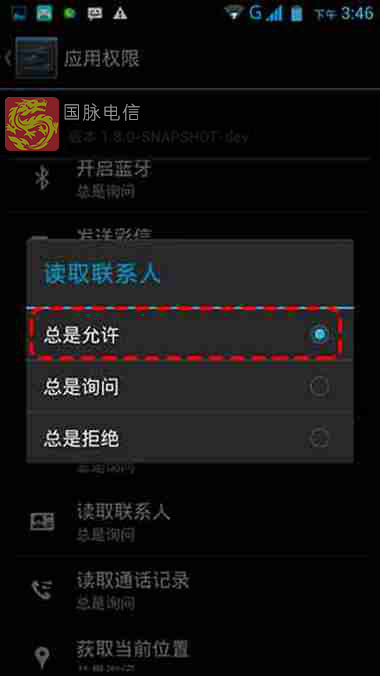 G 下午 3:46
应用权限
国脉电信
版本 1.8.0-SNAPSHOT-dev
开启蓝牙
总是询问
发送彩信
读取联系人
总是允许
总是询问
总是拒绝
总是询问
读取联系人
总是询问
读取通话记录
总是询问
获取当前位置
总是询问